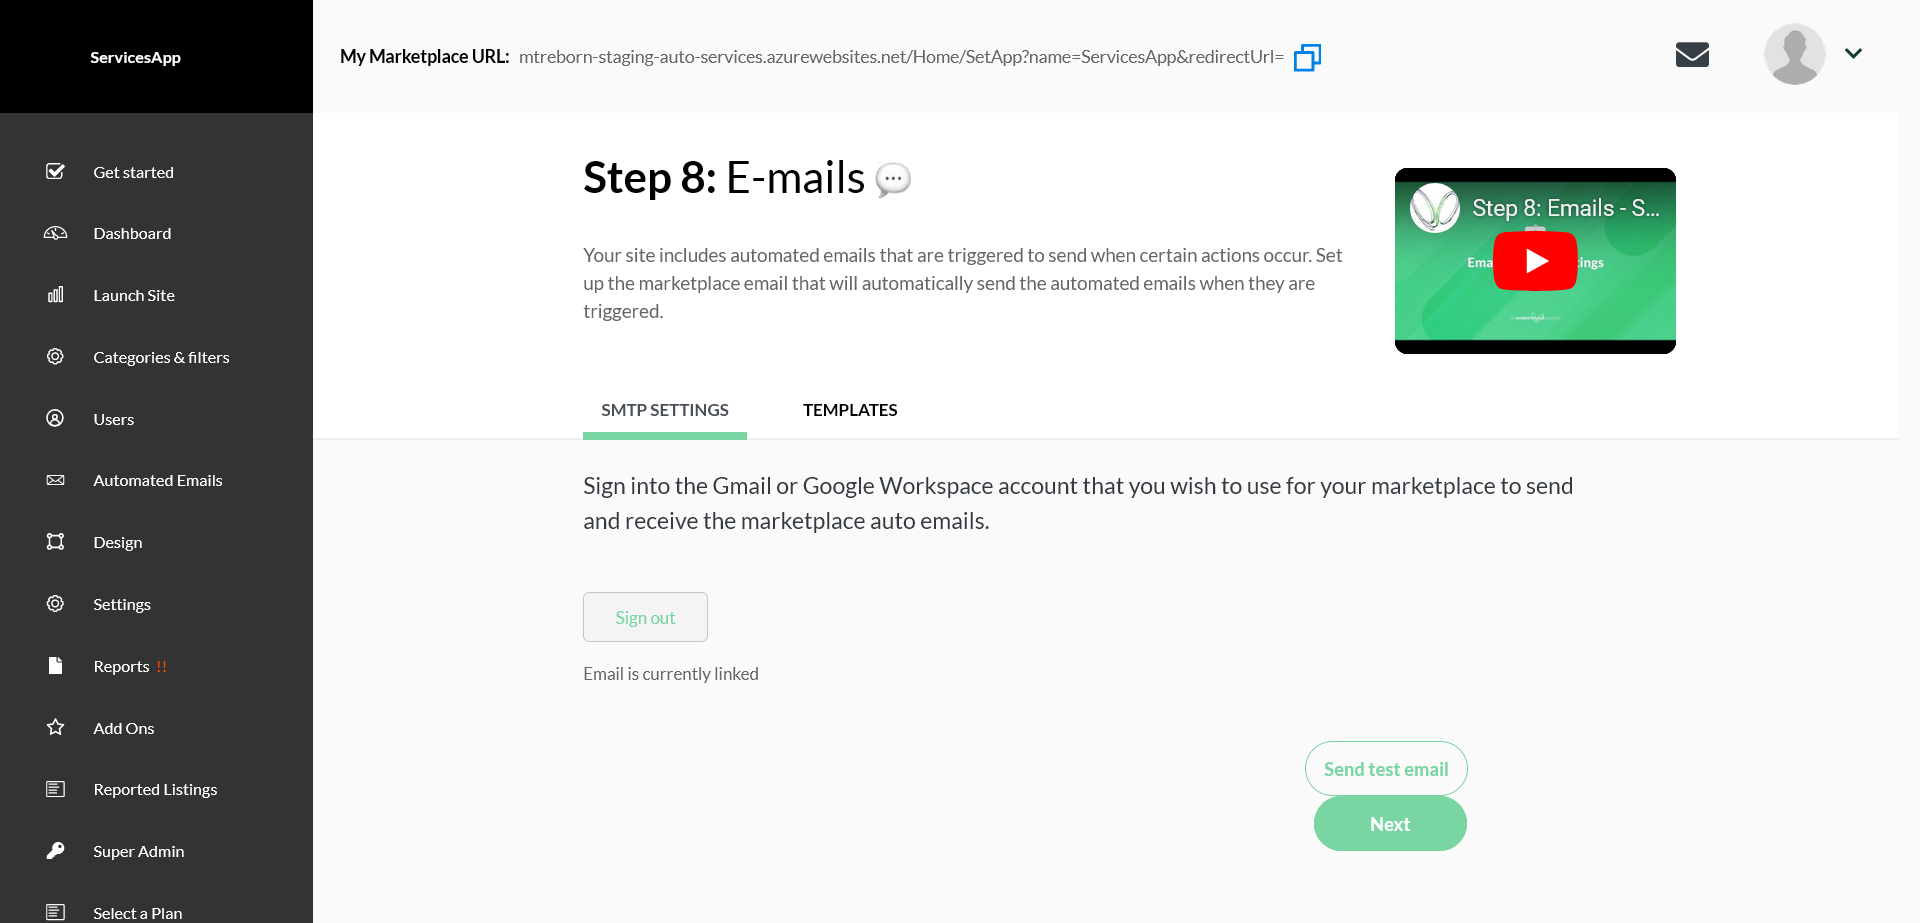 ServicesApp
My Marketplace URL: mtreborn-staging-auto-services.azurewebsites.net/Home/SetApp?name=ServicesApp&redirectUrl=
Get started
Dashboard
Launch Site
Categories & filters
Users
Automated Emails
Design
Settings
Reports !!
Add Ons
Reported Listings
Super Admin
Select a Plan
Step 8: E-mails
Your site includes automated emails that are triggered to send when certain actions occur. Set
up the marketplace email that will automatically send the automated emails when they are
triggered.
Step 8: Emails - S...
SMTP SETTINGS
TEMPLATES
Sign into the Gmail or Google Workspace account that you wish to use for your marketplace to send
and receive the marketplace auto emails.
Sign out
Email is currently linked
Send test email
Next